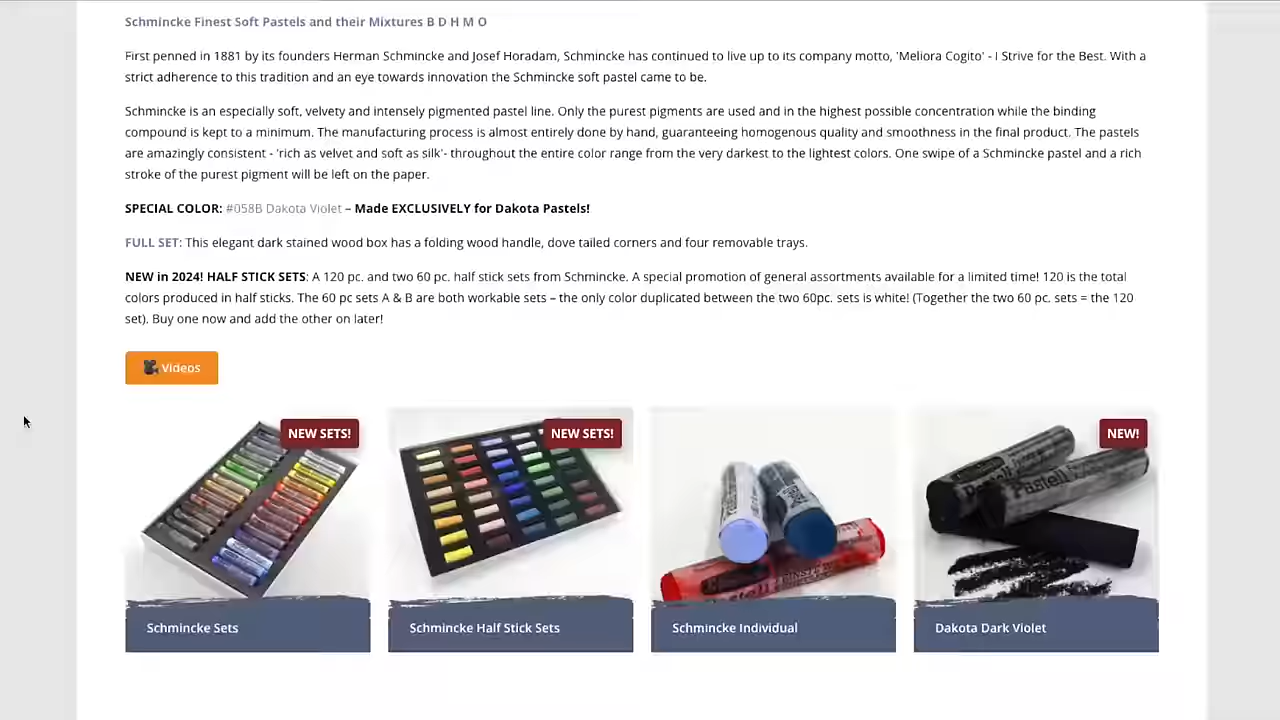 Schmincke Finest Soft Pastels and their Mixtures B D H M O
First penned in 1881 by its founders Herman Schmincke and Josef Horadam, Schmincke has continued to live up to its company motto, 'Meliora Cogito' - I Strive for the Best. With a
strict adherence to this tradition and an eye towards innovation the Schmincke soft pastel came to be.
Schmincke is an especially soft, velvety and intensely pigmented pastel line. Only the purest pigments are used and in the highest possible concentration while the binding
compound is kept to a minimum. The manufacturing process is almost entirely done by hand, guaranteeing homogenous quality and smoothness in the final product. The pastels
are amazingly consistent - 'rich as velvet and soft as silk'- throughout the entire color range from the very darkest to the lightest colors. One swipe of a Schmincke pastel and a rich
stroke of the purest pigment will be left on the paper.
SPECIAL COLOR: #058B Dakota Violet – Made EXCLUSIVELY for Dakota Pastels!
FULL SET: This elegant dark stained wood box has a folding wood handle, dove tailed corners and four removable trays.
NEW in 2024! HALF STICK SETS: A 120 pc. and two 60 pc. half stick sets from Schmincke. A special promotion of general assortments available for a limited time! 120 is the total
colors produced in half sticks. The 60 pc sets A & B are both workable sets – the only color duplicated between the two 60pc. sets is white! (Together the two 60 pc. sets = the 120
set). Buy one now and add the other on later!
Videos
NEW SETS!
NEW SETS!
NEW!
Pastell
Schmincke Sets
Schmincke Half Stick Sets
Schmincke Individual
Dakota Dark Violet